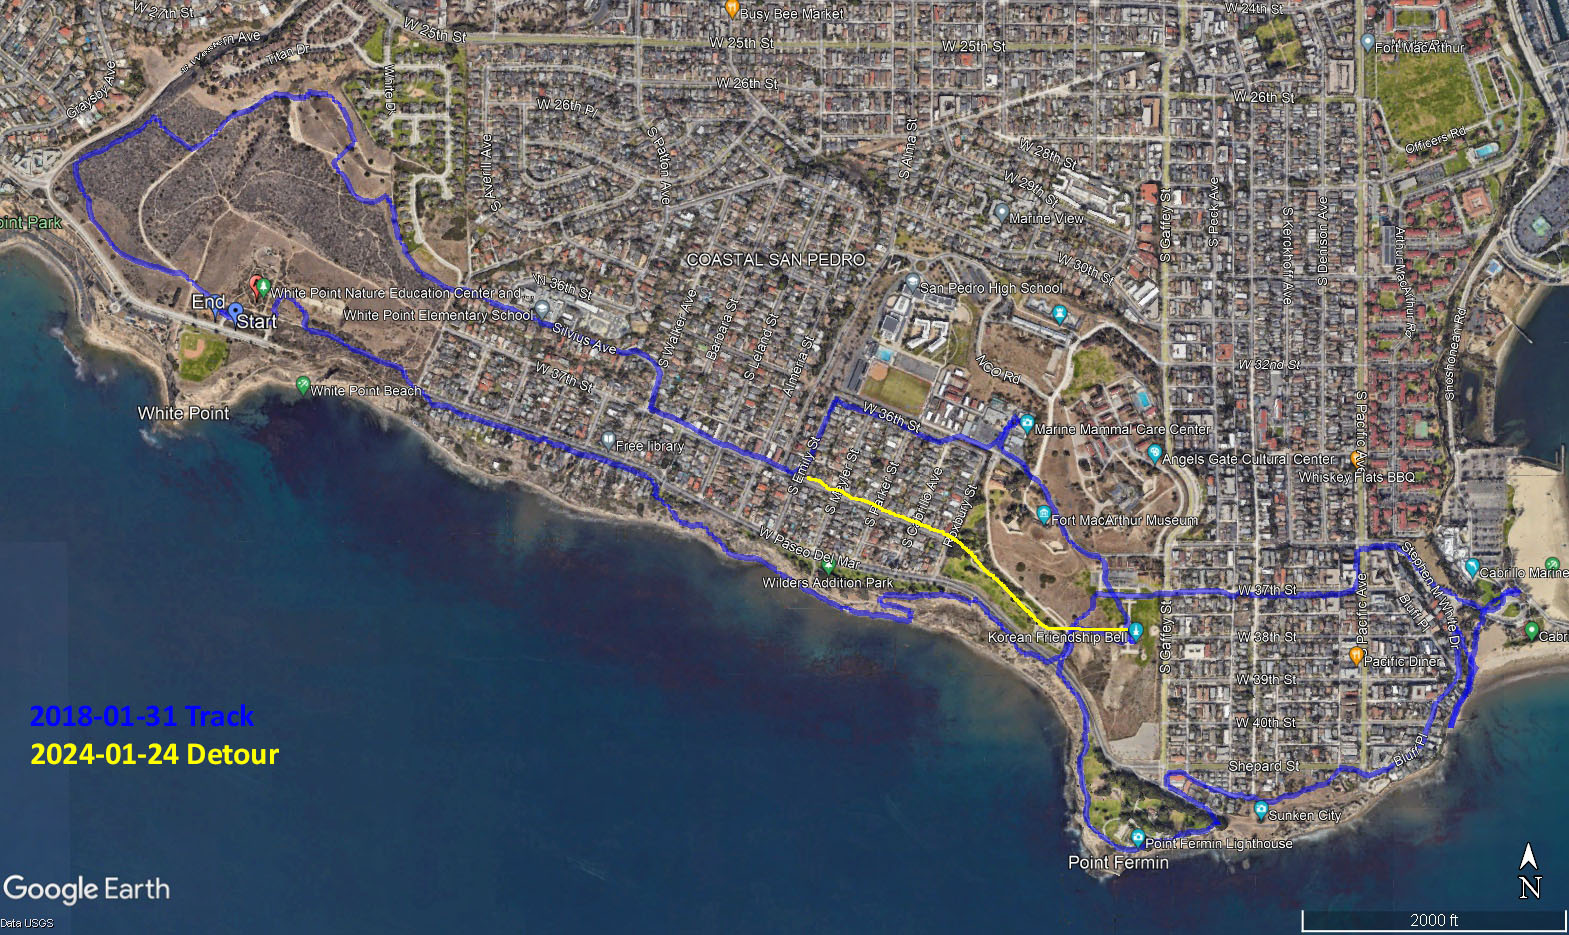 W 27th St
Busy Bee Market
W 24th St
W 25th St
W 25th St
W 25th St
Fort MacArthur
Western Ave
Titan Dr
Graysby Ave
White Dr
W 26th St
W 26th St
W 26th Pl
S Averill Ave
S Patton Ave
S Alma St
W 28th St
W 29th St
Officers Rd
Marine View
S Gaffey St
S Peck Ave
S Kerckhoff Ave
S Denison Ave
Arthur MacArthur Rd
oint Park
COASTAL SAN PEDRO
W 30th St
San Pedro High School
White Point Nature Education Center and...
W 36th St
End
Start
White Point Elementary School
Silvius Ave
S Walker Ave
Barbara St
S Leland St
Almeria St
NCO Rd
W 32nd St
Shoshonean Rd
W 37th St
White Point Beach
White Point
W 36th St
Marine Mammal Care Center
S Pacific Ave
Free library
S Emily St
S Meyler St
S Parker St
S Cabrillo Ave
Roxbury St
Angels Gate Cultural Center
Whiskey Flats BBQ
Fort MacArthur Museum
W Paseo Del Mar
Wilders Addition Park
Stephen M White Dr
Cabrillo Marine
W 37th St
Bluff Pl
S Gaffey St
S Pacific Ave
Korean Friendship Bell
W 38th St
Cabri
Pacific Diner
W 39th St
2018-01-31 Track
W 40th St
2024-01-24 Detour
Shepard St
Bluff Pl
Sunken City
Point Fermin Lighthouse
Point Fermin
Google Earth
N
Data USGS
2000 ft